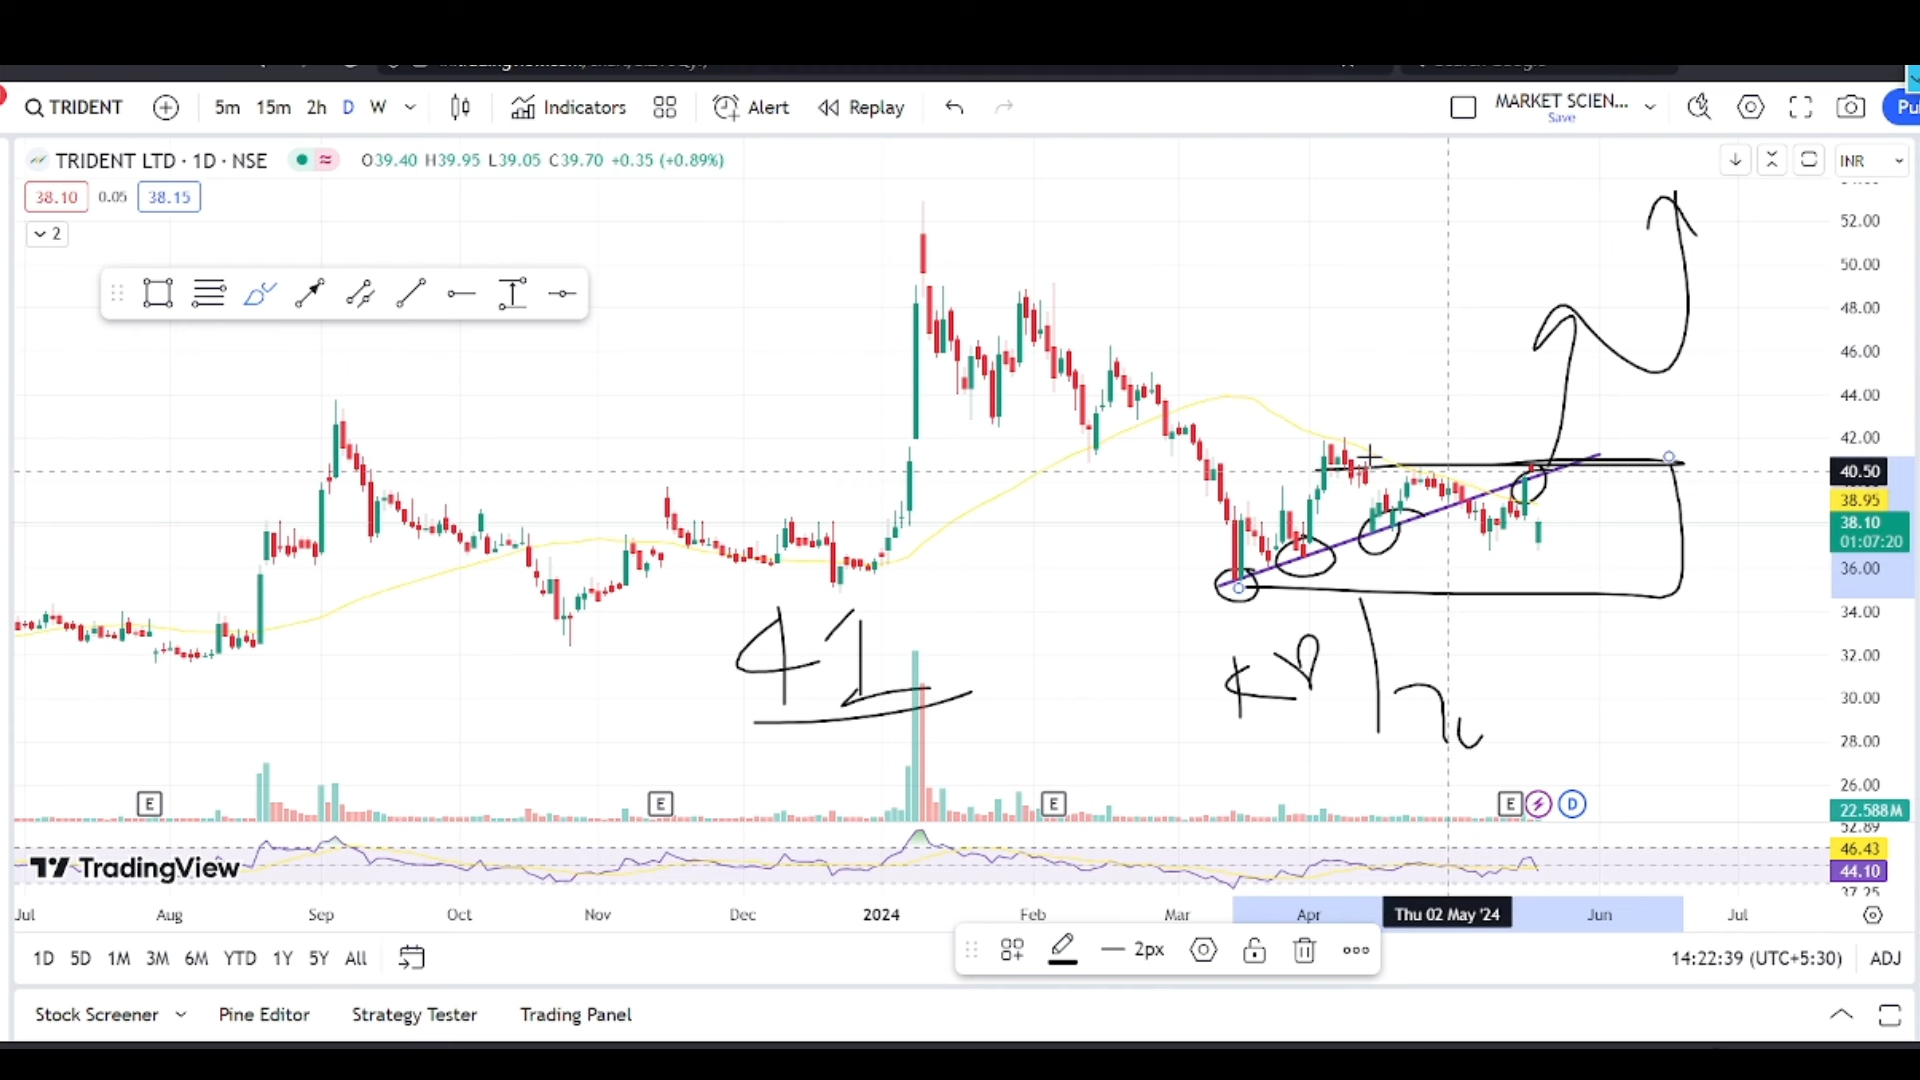 TRIDENT 5m 15m 2h D W Indicators Alert Replay MARKET SCIEN... Save Pu
TRIDENT LTD · 1D · NSE O39.40 H39.95 L39.05 C39.70 +0.35 (+0.89%) INR
38.10 0.05 38.15
2
52.00
50.00
48.00
46.00
44.00
42.00
40.50
38.95
38.10
01:07:20
36.00
34.00
32.00
30.00
28.00
26.00
41
E E E E D
22.588M
52.89
46.43
44.10
37.25
TradingView
Jul Aug Sep Oct Nov Dec 2024 Feb Mar Apr Thu 02 May '24 Jun Jul
2px
1D 5D 1M 3M 6M YTD 1Y 5Y All 14:22:39 (UTC+5:30) ADJ
Stock Screener Pine Editor Strategy Tester Trading Panel